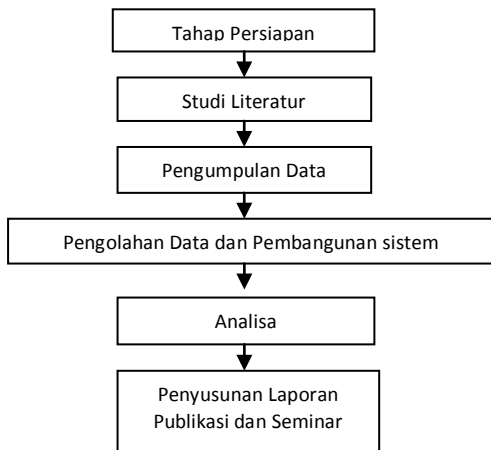 Tahap Persiapan
Studi Literatur
Pengumpulan Data
Pengolahan Data dan Pembangunan sistem
Analisa
Penyusunan Laporan
Publikasi dan Seminar